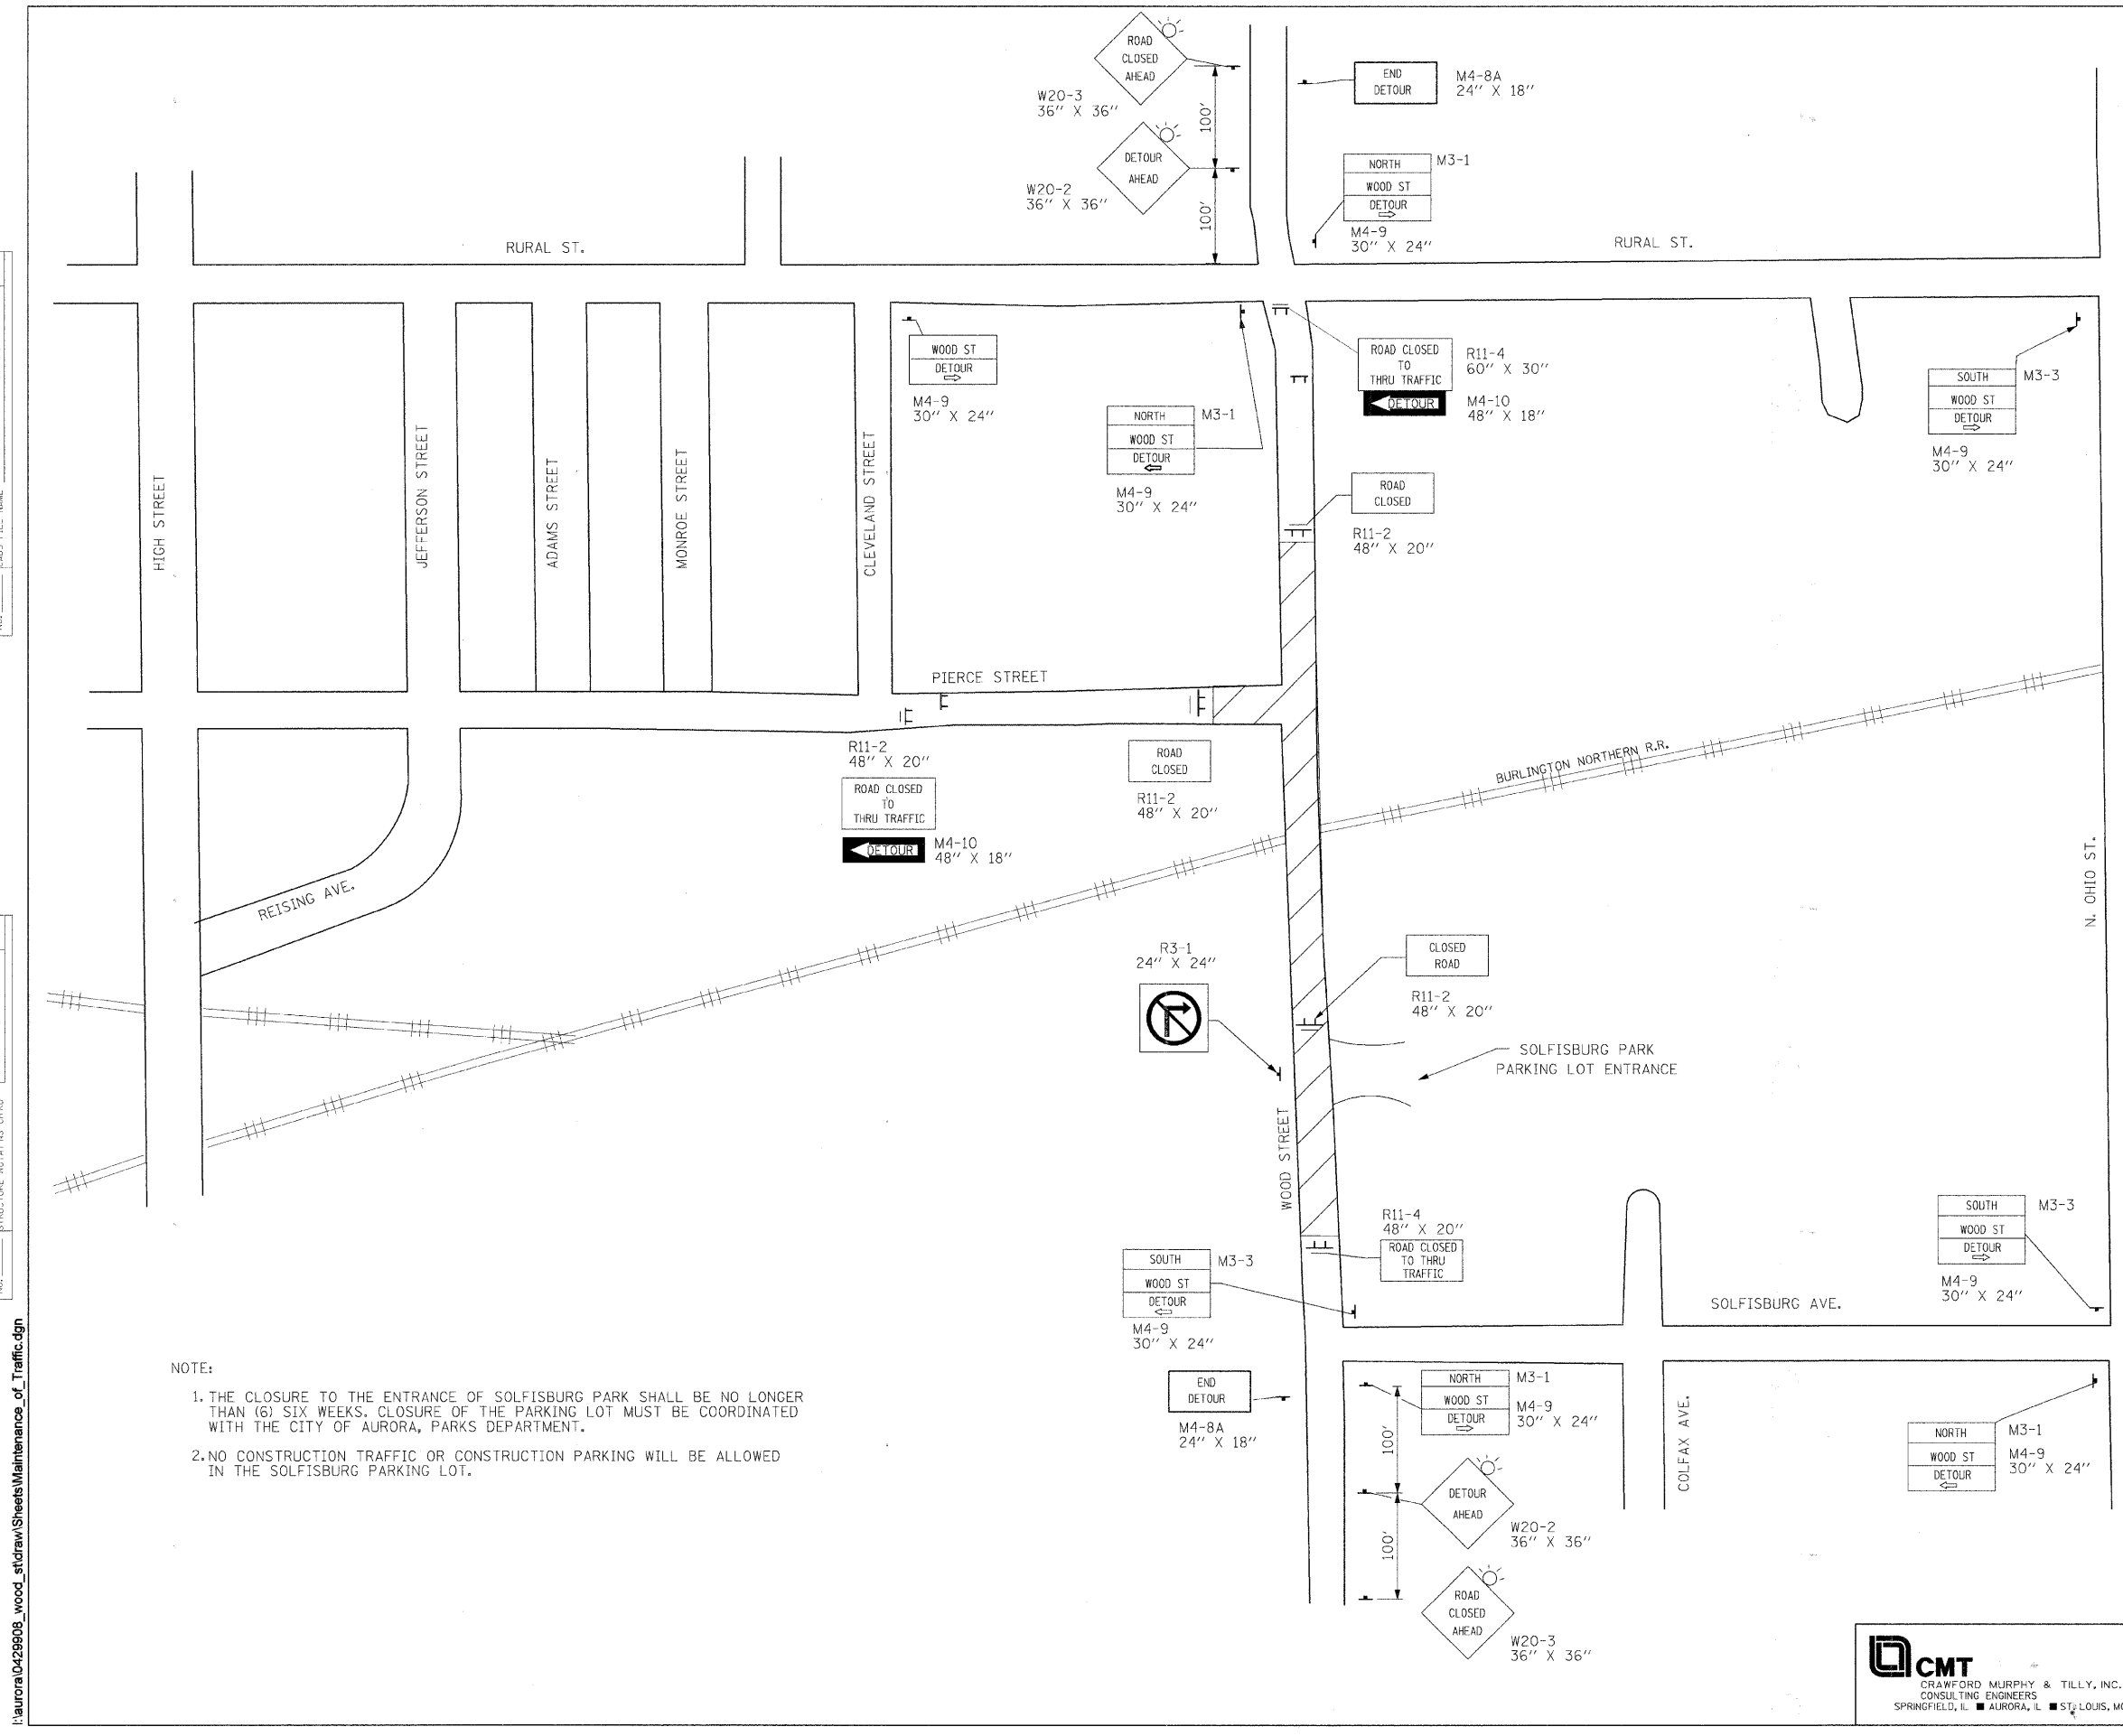 ROAD
CLOSED
AHEAD
W20-3
36" X 36"
100'
DETOUR
AHEAD
W20-2
36" X 36"
100'
END
DETOUR
M4-8A
24" X 18"
NORTH
M3-1
WOOD ST
DETOUR
M4-9
30" X 24"
RURAL ST.
RURAL ST.
WOOD ST
DETOUR
M4-9
30" X 24"
NORTH
M3-1
WOOD ST
DETOUR
M4-9
30" X 24"
ROAD CLOSED
TO
THRU TRAFFIC
R11-4
60" X 30"
DETOUR
M4-10
48" X 18"
SOUTH
M3-3
WOOD ST
DETOUR
M4-9
30" X 24"
ROAD
CLOSED
R11-2
48" X 20"
HIGH STREET
JEFFERSON STREET
ADAMS STREET
MONROE STREET
CLEVELAND STREET
PIERCE STREET
R11-2
48" X 20"
ROAD CLOSED
TO
THRU TRAFFIC
DETOUR
M4-10
48" X 18"
ROAD
CLOSED
R11-2
48" X 20"
BURLINGTON NORTHERN R.R.
N. OHIO ST.
REISING AVE.
R3-1
24" X 24"
CLOSED
ROAD
R11-2
48" X 20"
SOLFISBURG PARK
PARKING LOT ENTRANCE
WOOD STREET
R11-4
48" X 20"
ROAD CLOSED
TO THRU
TRAFFIC
SOUTH
M3-3
WOOD ST
DETOUR
M4-9
30" X 24"
SOUTH
M3-3
WOOD ST
DETOUR
M4-9
30" X 24"
SOLFISBURG AVE.
END
DETOUR
M4-8A
24" X 18"
NORTH
M3-1
WOOD ST
M4-9
DETOUR
30" X 24"
100'
DETOUR
AHEAD
W20-2
36" X 36"
100'
ROAD
CLOSED
AHEAD
W20-3
36" X 36"
COLFAX AVE.
NORTH
M3-1
WOOD ST
M4-9
DETOUR
30" X 24"
NOTE:
1. THE CLOSURE TO THE ENTRANCE OF SOLFISBURG PARK SHALL BE NO LONGER
THAN (6) SIX WEEKS. CLOSURE OF THE PARKING LOT MUST BE COORDINATED
WITH THE CITY OF AURORA, PARKS DEPARTMENT.
2. NO CONSTRUCTION TRAFFIC OR CONSTRUCTION PARKING WILL BE ALLOWED
IN THE SOLFISBURG PARKING LOT.
I:\aurora\0429908_wood_st\draw\Sheets\Maintenance_of_Traffic.dgn
CMT
CRAWFORD MURPHY & TILLY, INC.
CONSULTING ENGINEERS
SPRINGFIELD, IL ■ AURORA, IL ■ ST. LOUIS, MO